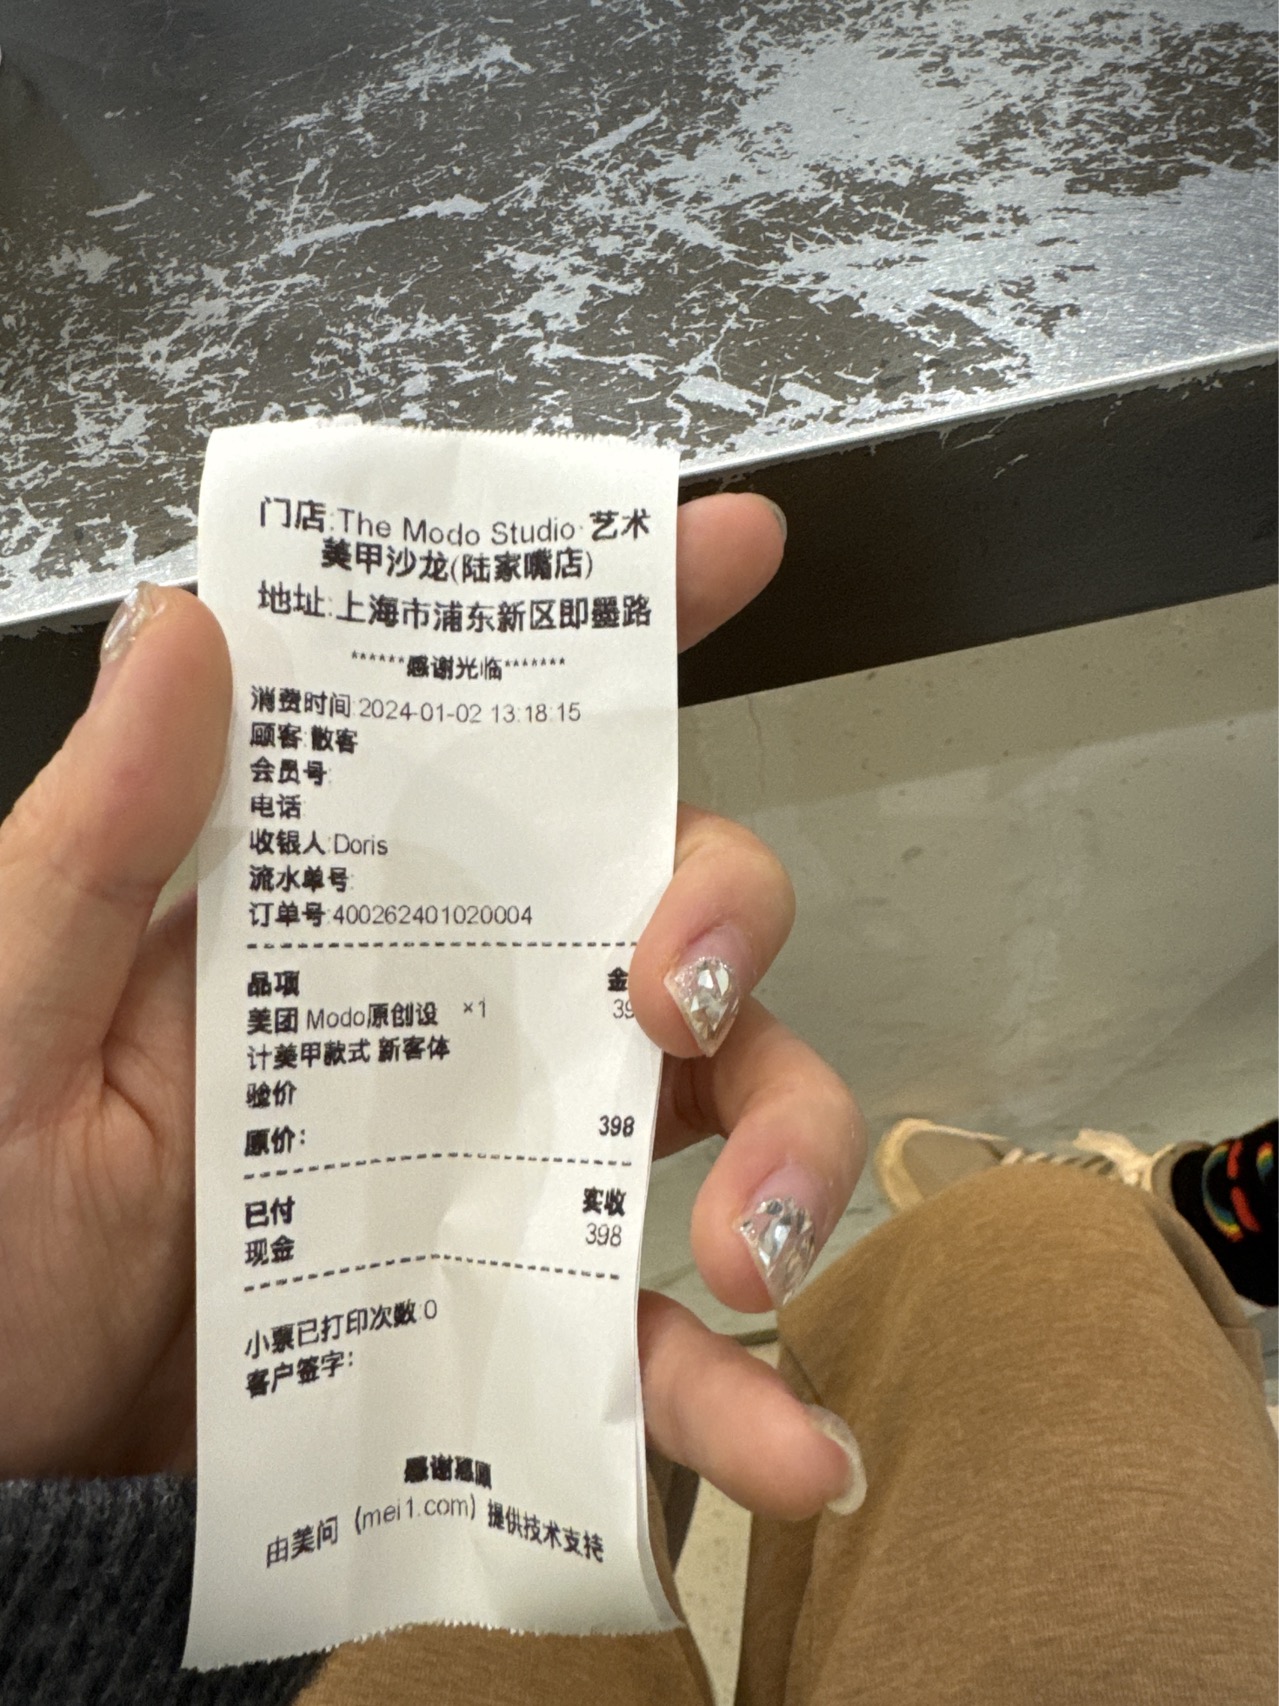 门店:The Modo Studio·艺术
美甲沙龙(陆家嘴店)
地址:上海市浦东新区即墨路
******感谢光临*******
消费时间:2024-01-02 13:18:15
顾客:散客
会员号:
电话:
收银人:Doris
流水单号:
订单号:400262401020004
品项 金
美团 Modo原创设 ×1 39
计美甲款式 新客体
验价
原价: 398
已付 实收
现金 398
小票已打印次数:0
客户签字:
感谢惠顾
由美问（mei1.com）提供技术支持